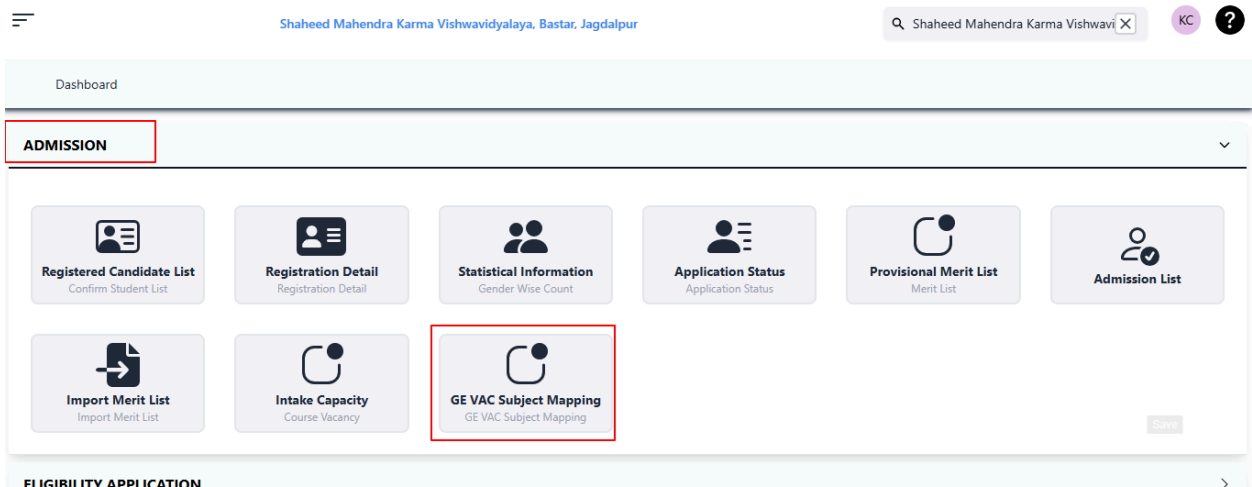 Shaheed Mahendra Karma Vishwavidyalaya, Bastar, Jagdalpur
Shaheed Mahendra Karma Vishwavi
KC
?
Dashboard
ADMISSION
Registered Candidate List
Confirm Student List
Registration Detail
Registration Detail
Statistical Information
Gender Wise Count
Application Status
Application Status
Provisional Merit List
Merit List
Admission List
Import Merit List
Import Merit List
Intake Capacity
Course Vacancy
GE VAC Subject Mapping
GE VAC Subject Mapping
Save
ELIGIBILITY APPLICATION